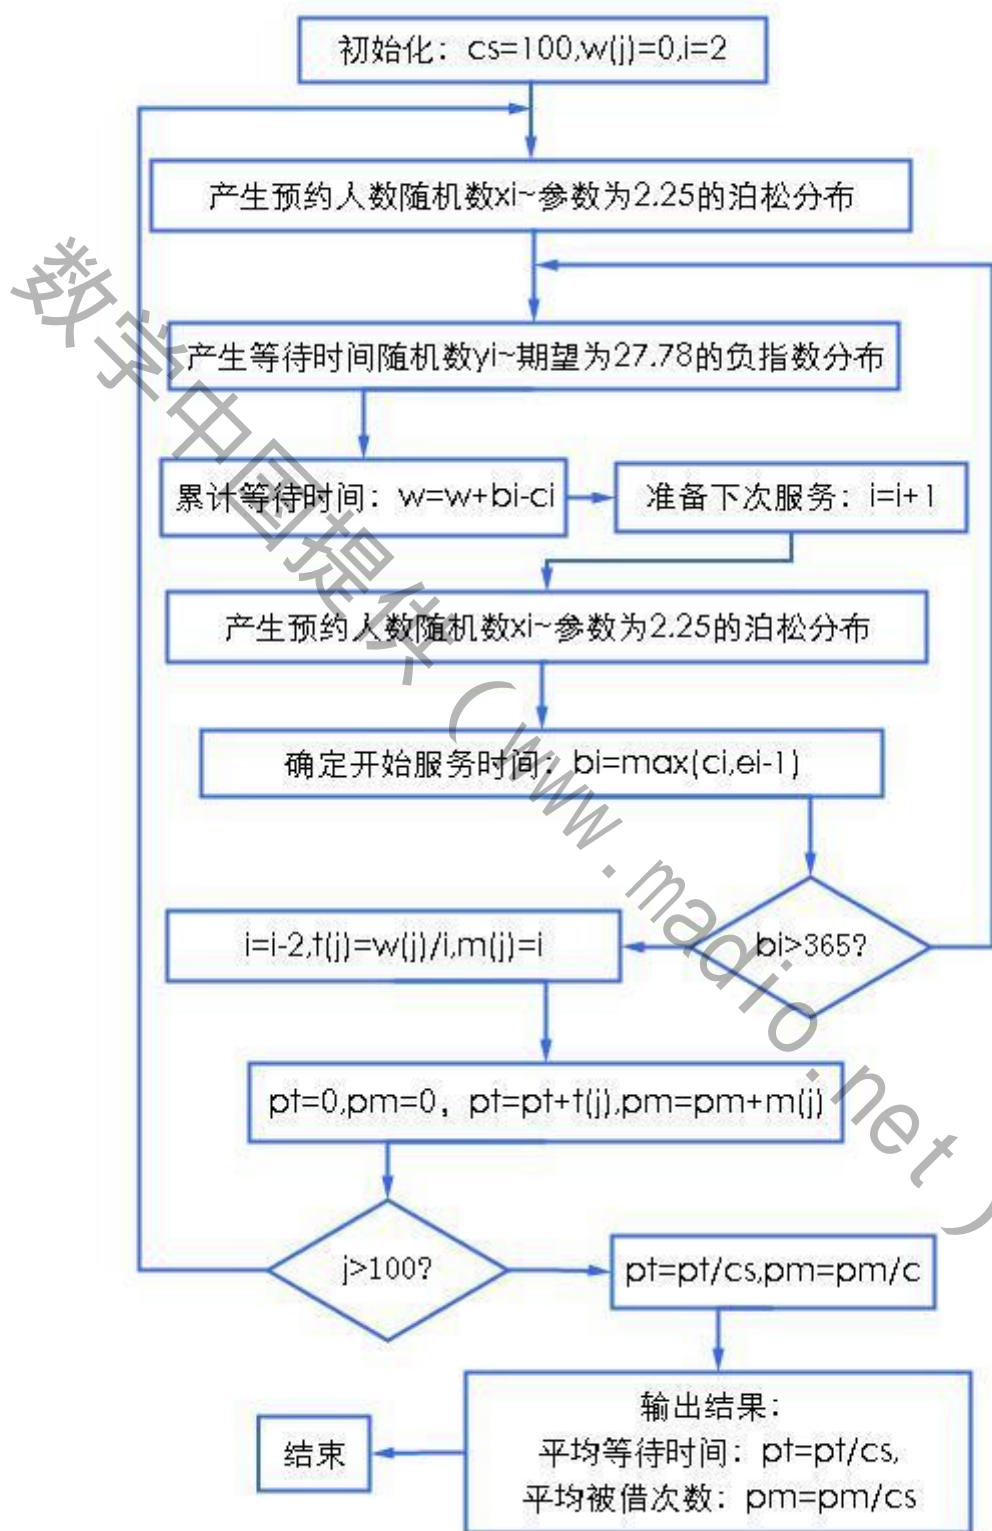 初始化：cs=100,w(j)=0,i=2
产生预约人数随机数xi~参数为2.25的泊松分布
产生等待时间随机数yi~期望为27.78的负指数分布
累计等待时间：w=w+bi-ci
准备下次服务：i=i+1
产生预约人数随机数xi~参数为2.25的泊松分布
确定开始服务时间：bi=max(ci,ei-1)
bi>365?
i=i-2,t(j)=w(j)/i,m(j)=i
pt=0,pm=0，pt=pt+t(j),pm=pm+m(j)
j>100?
pt=pt/cs,pm=pm/c
输出结果：
平均等待时间：pt=pt/cs,
平均被借次数：pm=pm/cs
结束
数学中国提供（www.madio.net）